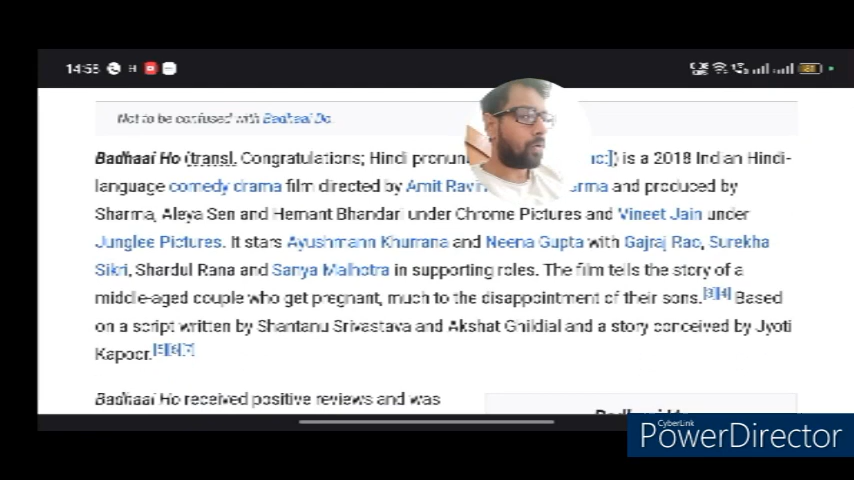 14:58
Not to be confused with Badhaai Do.
Badhaai Ho (transl. Congratulations; Hindi is a 2018 Indian Hindi-
language comedy drama film directed by Amit and produced by
Sharma, Aleya Sen and Hemant Bhandari under Chrome Pictures and Vineet Jain under
Junglee Pictures. It stars Ayushmann Khurrana and Neena Gupta with Gajraj Rao, Surekha
Sikri, Shardul Rana and Sanya Malhotra in supporting roles. The film tells the story of a
middle-aged couple who get pregnant, much to the disappointment of their sons.[3][4] Based
on a script written by Shantanu Srivastava and Akshat Ghildial and a story conceived by Jyoti
Kapoor.[5][6][7]
Badhaai Ho received positive reviews and was
CyberLink
PowerDirector